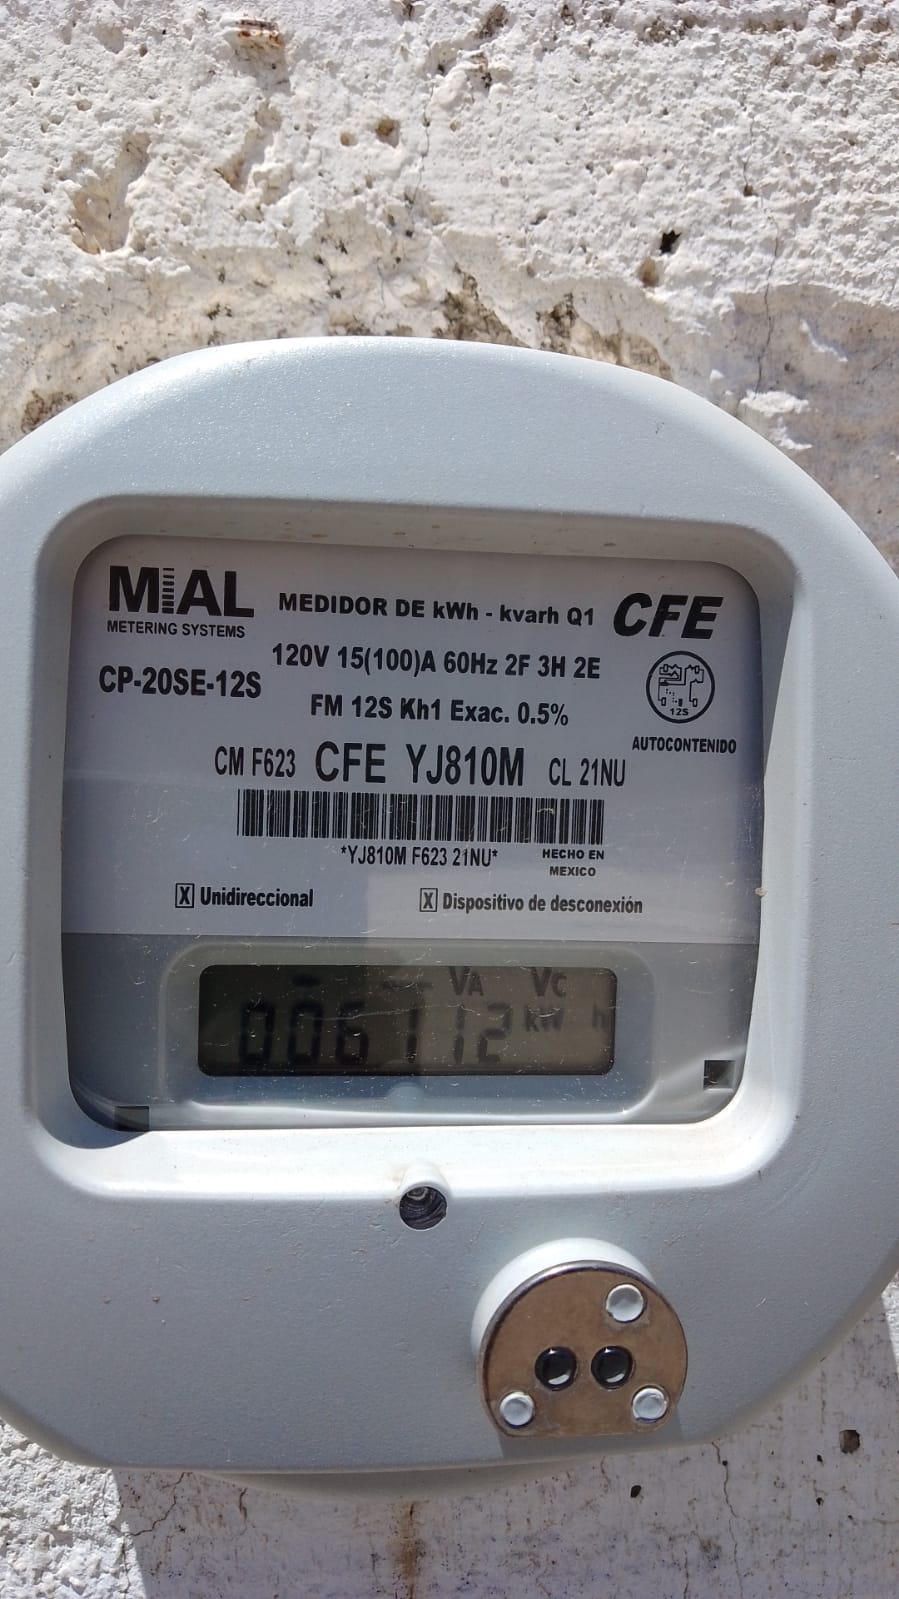 MIAL
METERING SYSTEMS
MEDIDOR DE kWh - kvarh Q1
CFE
120V 15(100)A 60Hz 2F 3H 2E
CP-20SE-12S
FM 12S Kh1 Exac. 0.5%
12S
AUTOCONTENIDO
CM F623 CFE YJ810M CL 21NU
*YJ810M F623 21NU*
HECHO EN
MEXICO
X Unidireccional
X Dispositivo de desconexión
VA VC
kW h